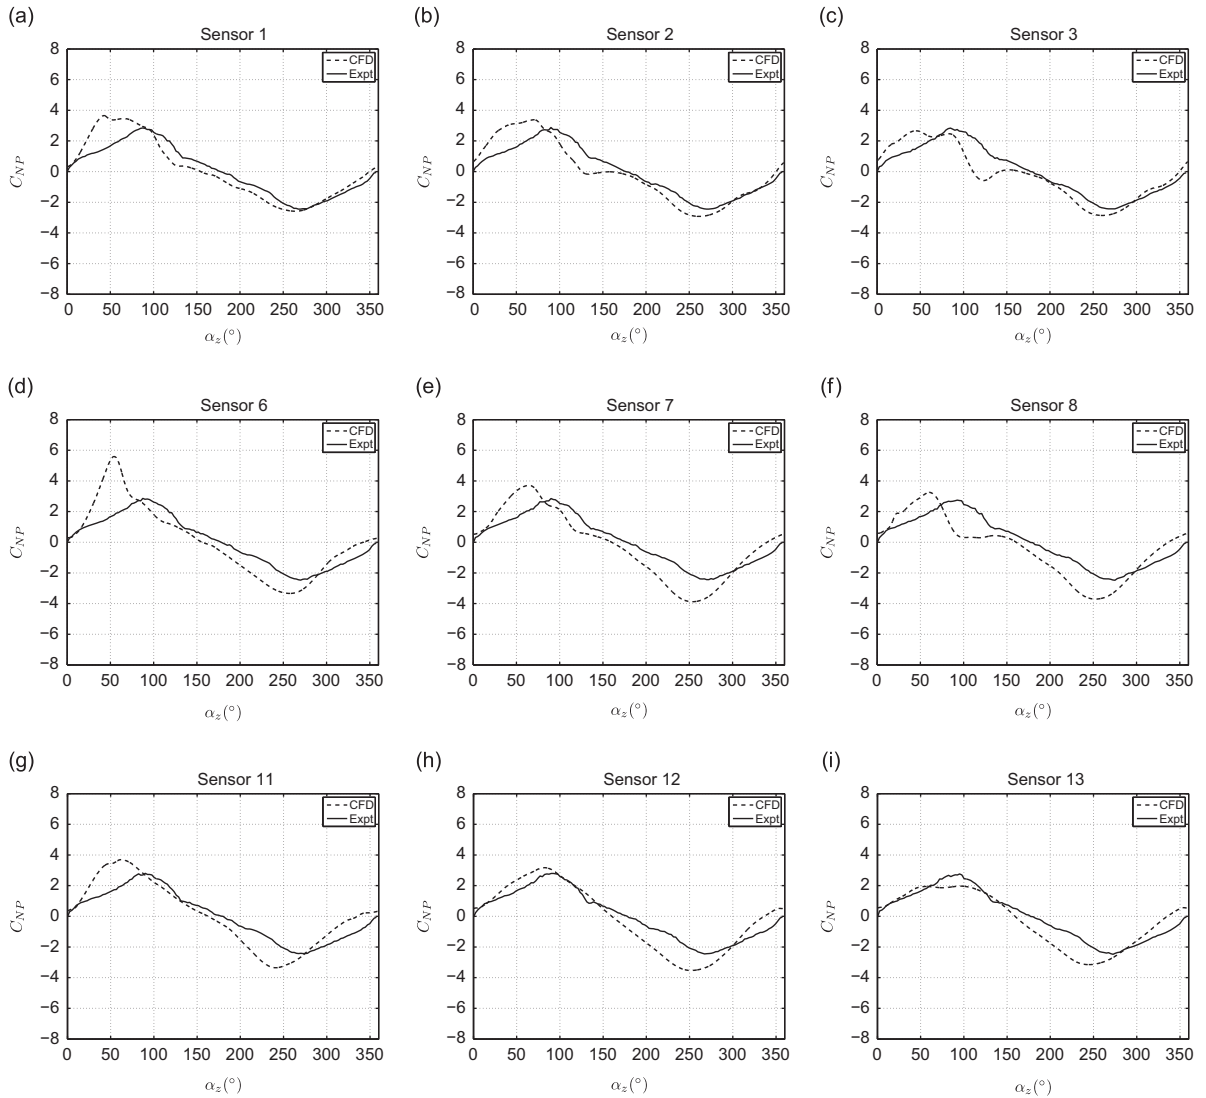 (a)
Sensor 1
8
6
4
2
0
−2
−4
−6
−8
C_NP
CFD
Expt
0 50 100 150 200 250 300 350
α_z(°)
(b)
Sensor 2
8
6
4
2
0
−2
−4
−6
−8
C_NP
CFD
Expt
0 50 100 150 200 250 300 350
α_z(°)
(c)
Sensor 3
8
6
4
2
0
−2
−4
−6
−8
C_NP
CFD
Expt
0 50 100 150 200 250 300 350
α_z(°)
(d)
Sensor 6
8
6
4
2
0
−2
−4
−6
−8
C_NP
CFD
Expt
0 50 100 150 200 250 300 350
α_z(°)
(e)
Sensor 7
8
6
4
2
0
−2
−4
−6
−8
C_NP
CFD
Expt
0 50 100 150 200 250 300 350
α_z(°)
(f)
Sensor 8
8
6
4
2
0
−2
−4
−6
−8
C_NP
CFD
Expt
0 50 100 150 200 250 300 350
α_z(°)
(g)
Sensor 11
8
6
4
2
0
−2
−4
−6
−8
C_NP
CFD
Expt
0 50 100 150 200 250 300 350
α_z(°)
(h)
Sensor 12
8
6
4
2
0
−2
−4
−6
−8
C_NP
CFD
Expt
0 50 100 150 200 250 300 350
α_z(°)
(i)
Sensor 13
8
6
4
2
0
−2
−4
−6
−8
C_NP
CFD
Expt
0 50 100 150 200 250 300 350
α_z(°)